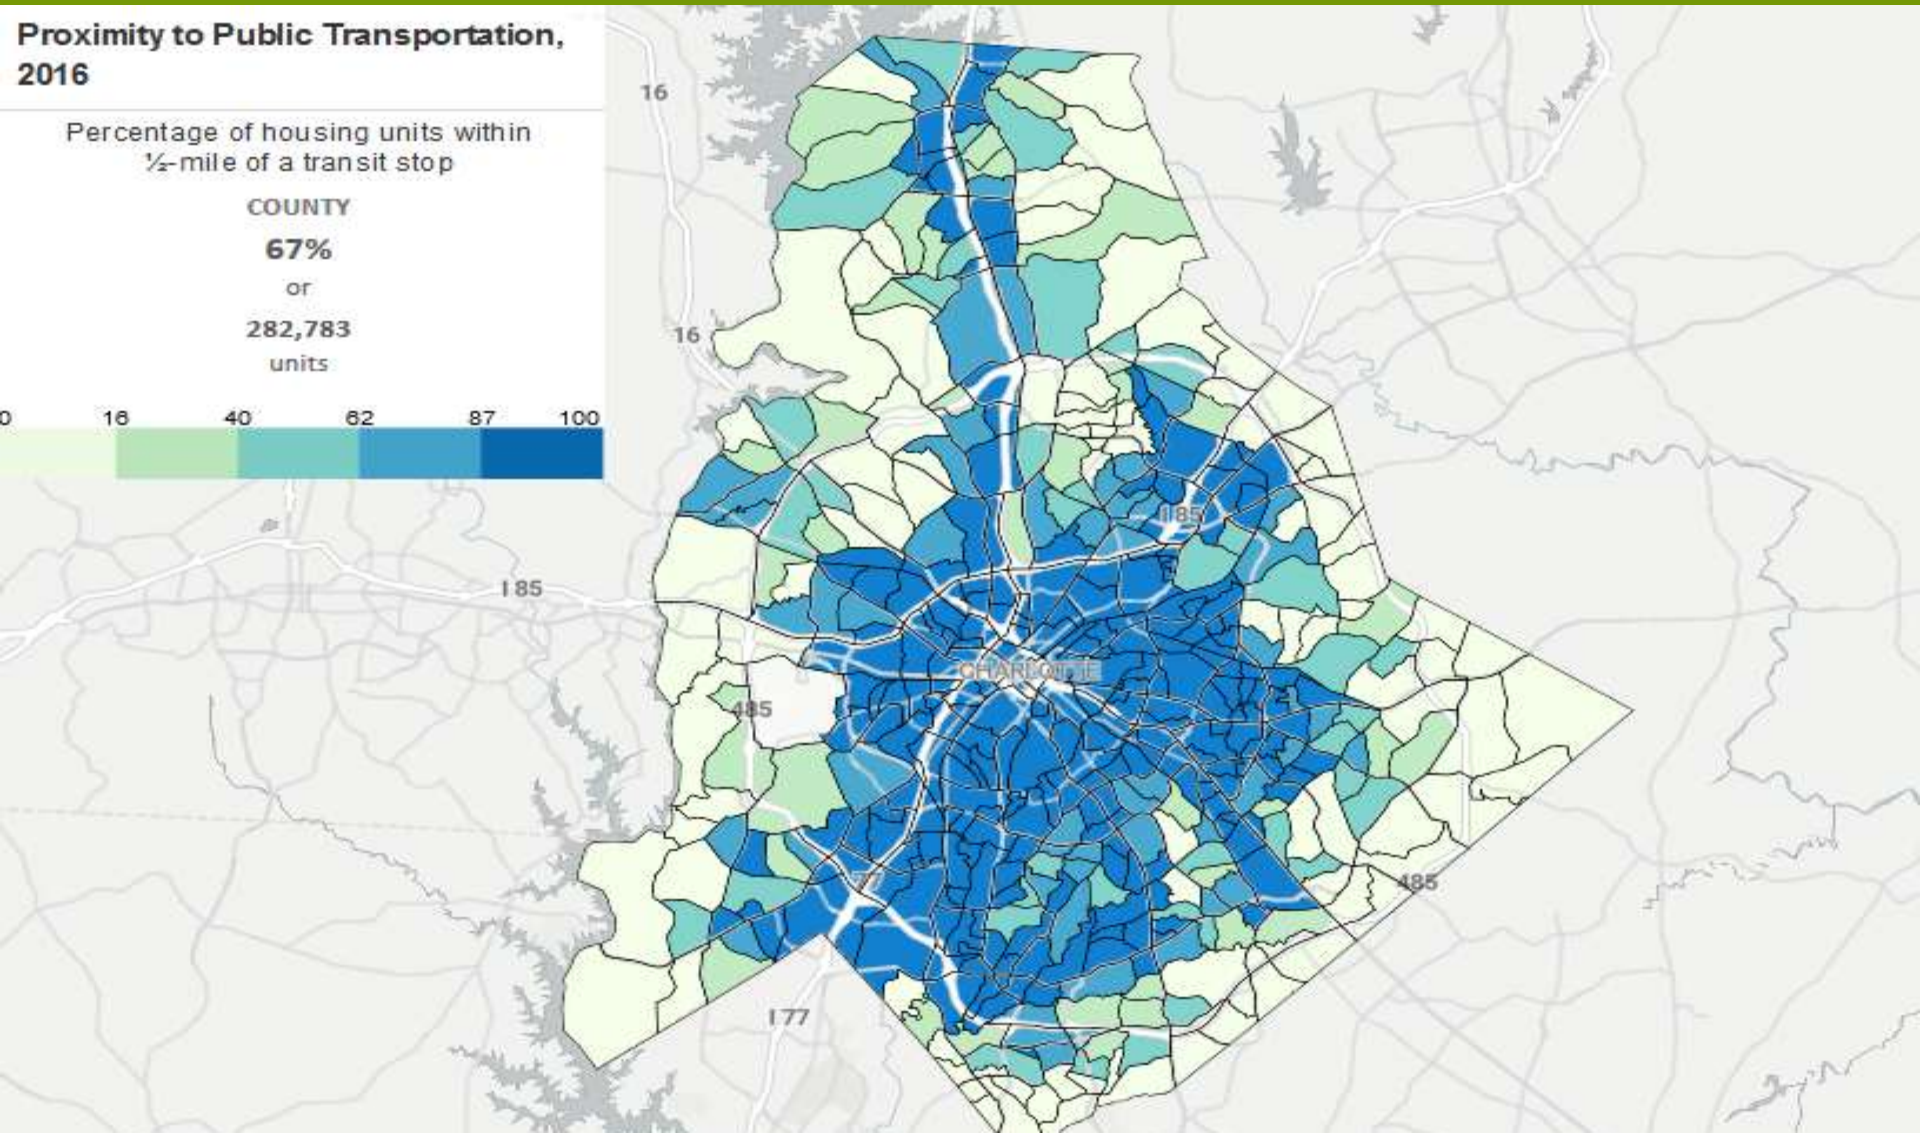 Proximity to Public Transportation,
2016
Percentage of housing units within
½-mile of a transit stop
COUNTY
67%
or
282,783
units
0 16 40 62 87 100
16
16
I 85
I 85
CHARLOTTE
485
485
I 77